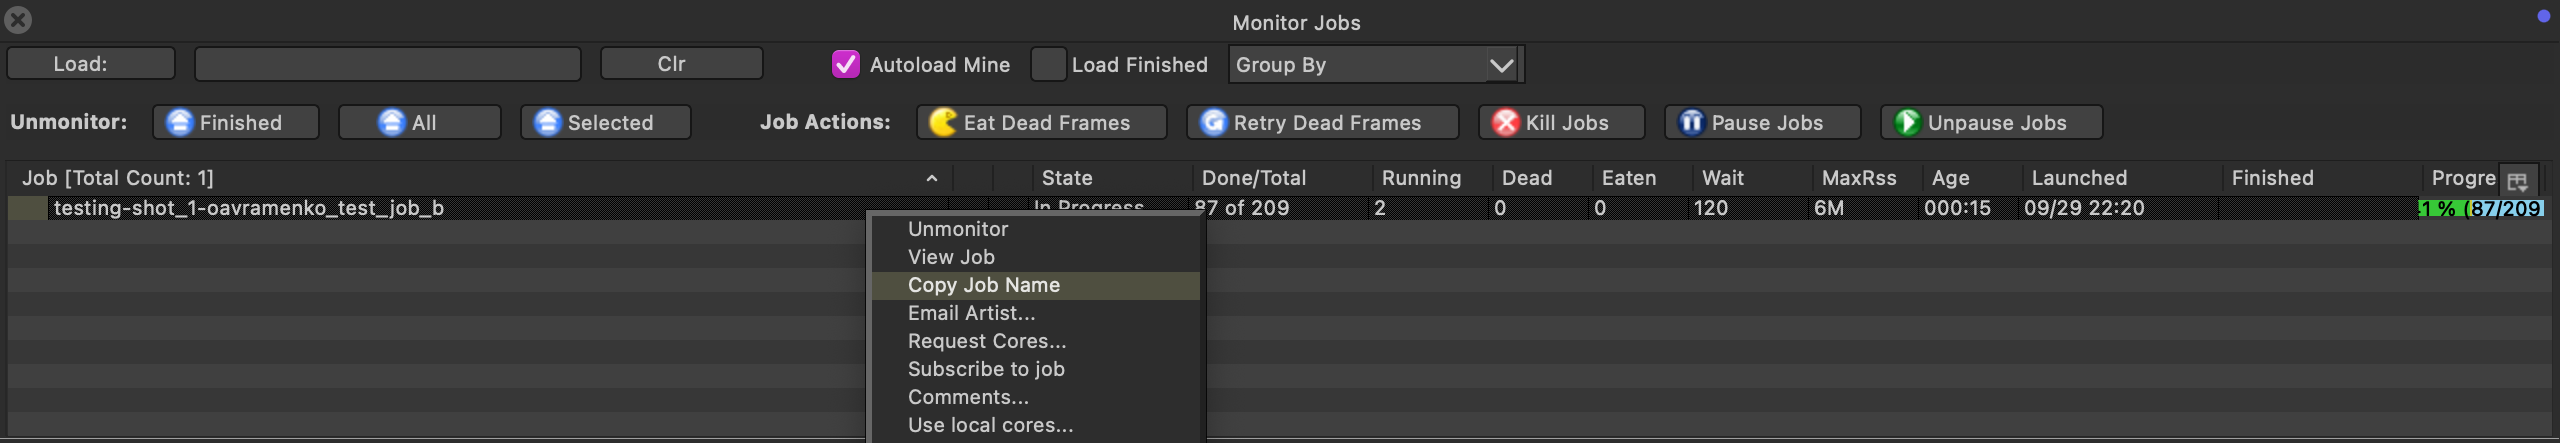 Monitor Jobs
Load: Clr Autoload Mine Load Finished Group By
Unmonitor: Finished All Selected Job Actions: Eat Dead Frames Retry Dead Frames Kill Jobs Pause Jobs Unpause Jobs
Job [Total Count: 1] State Done/Total Running Dead Eaten Wait MaxRss Age Launched Finished Progre
testing-shot_1-oavramenko_test_job_b In Progress 87 of 209 2 0 0 120 6M 000:15 09/29 22:20 1 % (87/209
Unmonitor
View Job
Copy Job Name
Email Artist...
Request Cores...
Subscribe to job
Comments...
Use local cores...